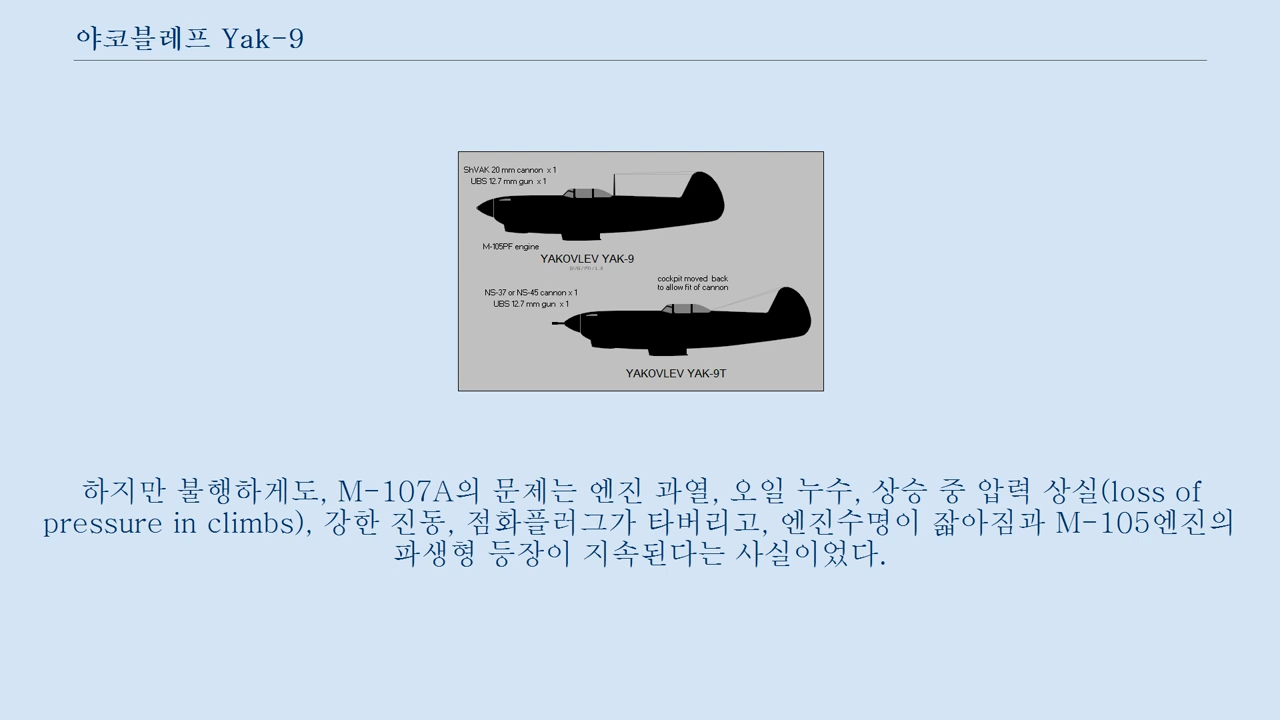 야코블레프 Yak-9
ShVAK 20 mm cannon x 1
UBS 12.7 mm gun x 1
M-105PF engine
YAKOVLEV YAK-9
cockpit moved back
to allow fit of cannon
NS-37 or NS-45 cannon x 1
UBS 12.7 mm gun x 1
YAKOVLEV YAK-9T
하지만 불행하게도, M-107A의 문제는 엔진 과열, 오일 누수, 상승 중 압력 상실(loss of
pressure in climbs), 강한 진동, 점화플러그가 타버리고, 엔진수명이 짧아짐과 M-105엔진의
파생형 등장이 지속된다는 사실이었다.